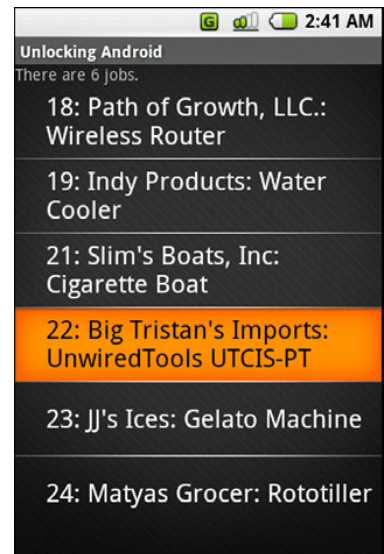 G 2:41 AM
Unlocking Android
There are 6 jobs.
18: Path of Growth, LLC.:
Wireless Router
19: Indy Products: Water
Cooler
21: Slim's Boats, Inc:
Cigarette Boat
22: Big Tristan's Imports:
UnwiredTools UTCIS-PT
23: JJ's Ices: Gelato Machine
24: Matyas Grocer: Rototiller